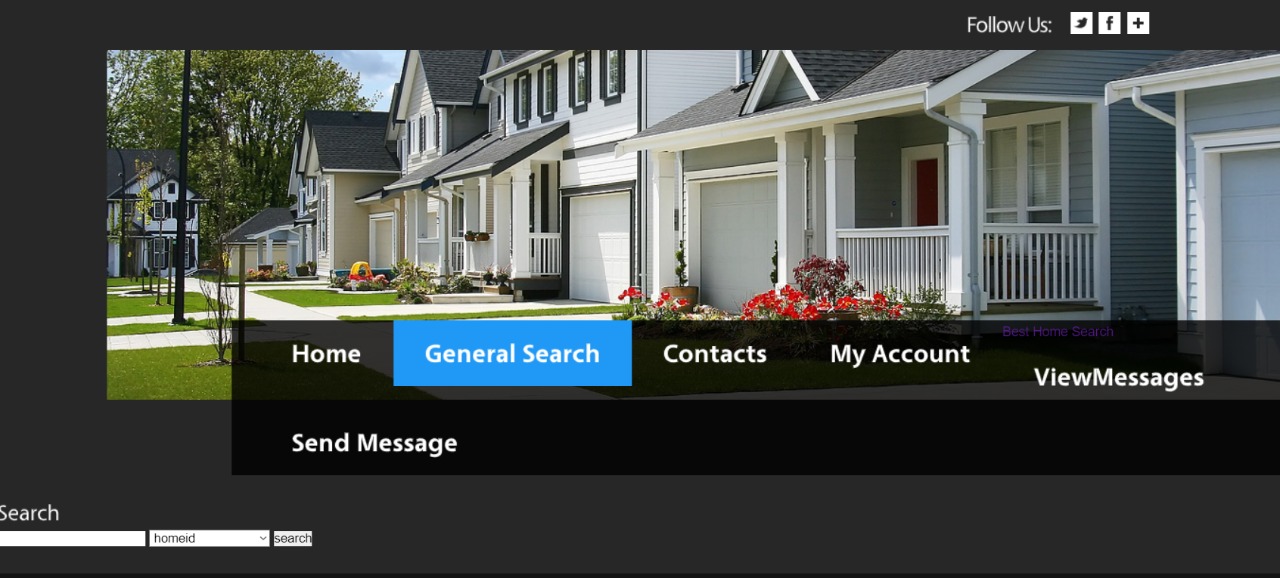 Follow Us:
Best Home Search
Home General Search Contacts My Account
ViewMessages
Send Message
Search
homeid search